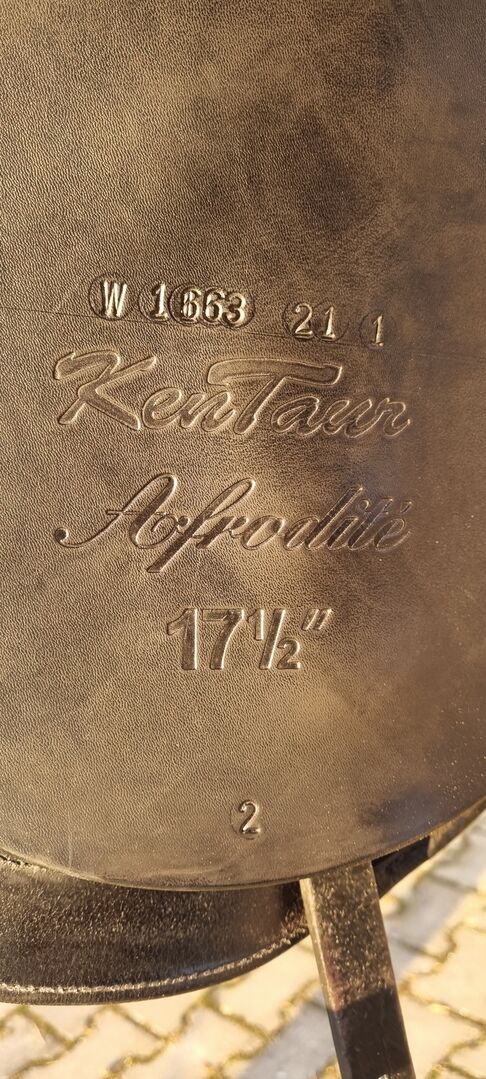 W 1663 21 1
KenTaur
Afrodité
17½"
2